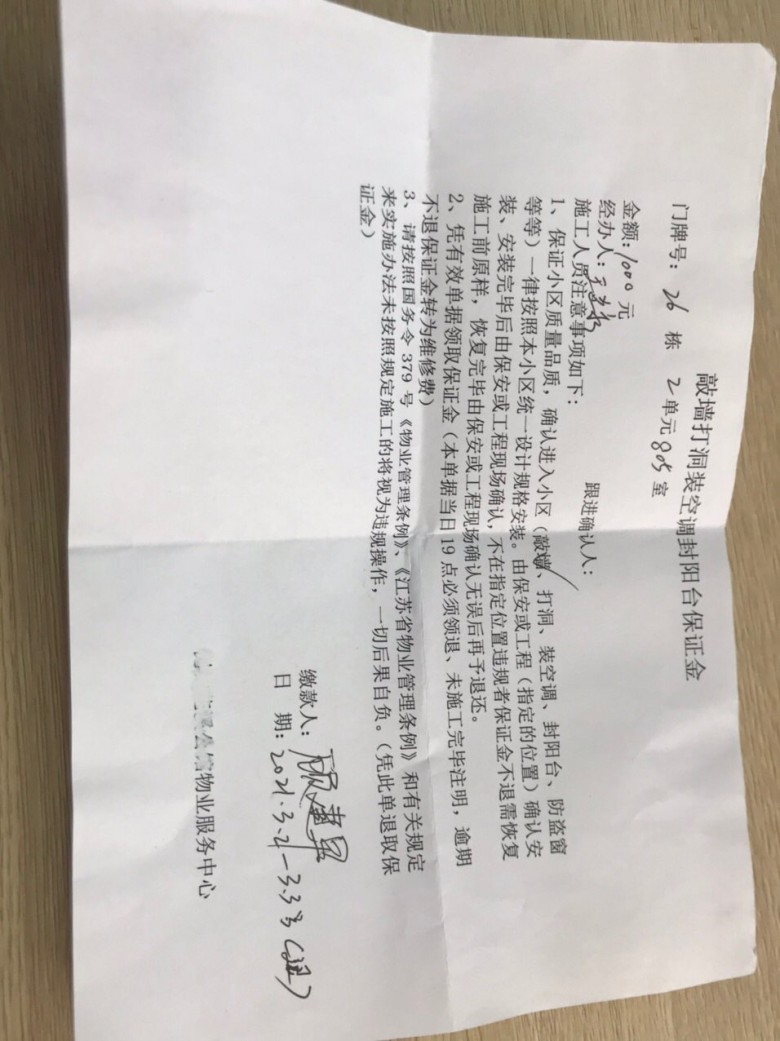 敲墙打洞装空调封阳台保证金
门牌号：26 栋 2 单元 805 室
金额：1000 元
经办人： 跟进确认人：
施工人员注意事项如下：
1、保证小区质量品质，确认进入小区（敲墙、打洞、装空调、封阳台、防盗窗
等等）一律按照本小区统一设计规格安装。由保安或工程（指定的位置）确认安
装、安装完毕后由保安或工程现场确认，不在指定位置违规者保证金不退需恢复
施工前原样，恢复完毕由保安或工程现场确认无误后再予退还。
2、凭有效单据领取保证金（本单据当日 19 点必须领退、未施工完毕注明，逾期
不退保证金转为维修费）
3、请按照国务令 379 号《物业管理条例》、《江苏省物业管理条例》和有关规定
来实施办法未按照规定施工的将视为违规操作，一切后果自负。（凭此单退取保
证金）
缴款人：
日 期：2021.3.21-3.23（退）
物业服务中心